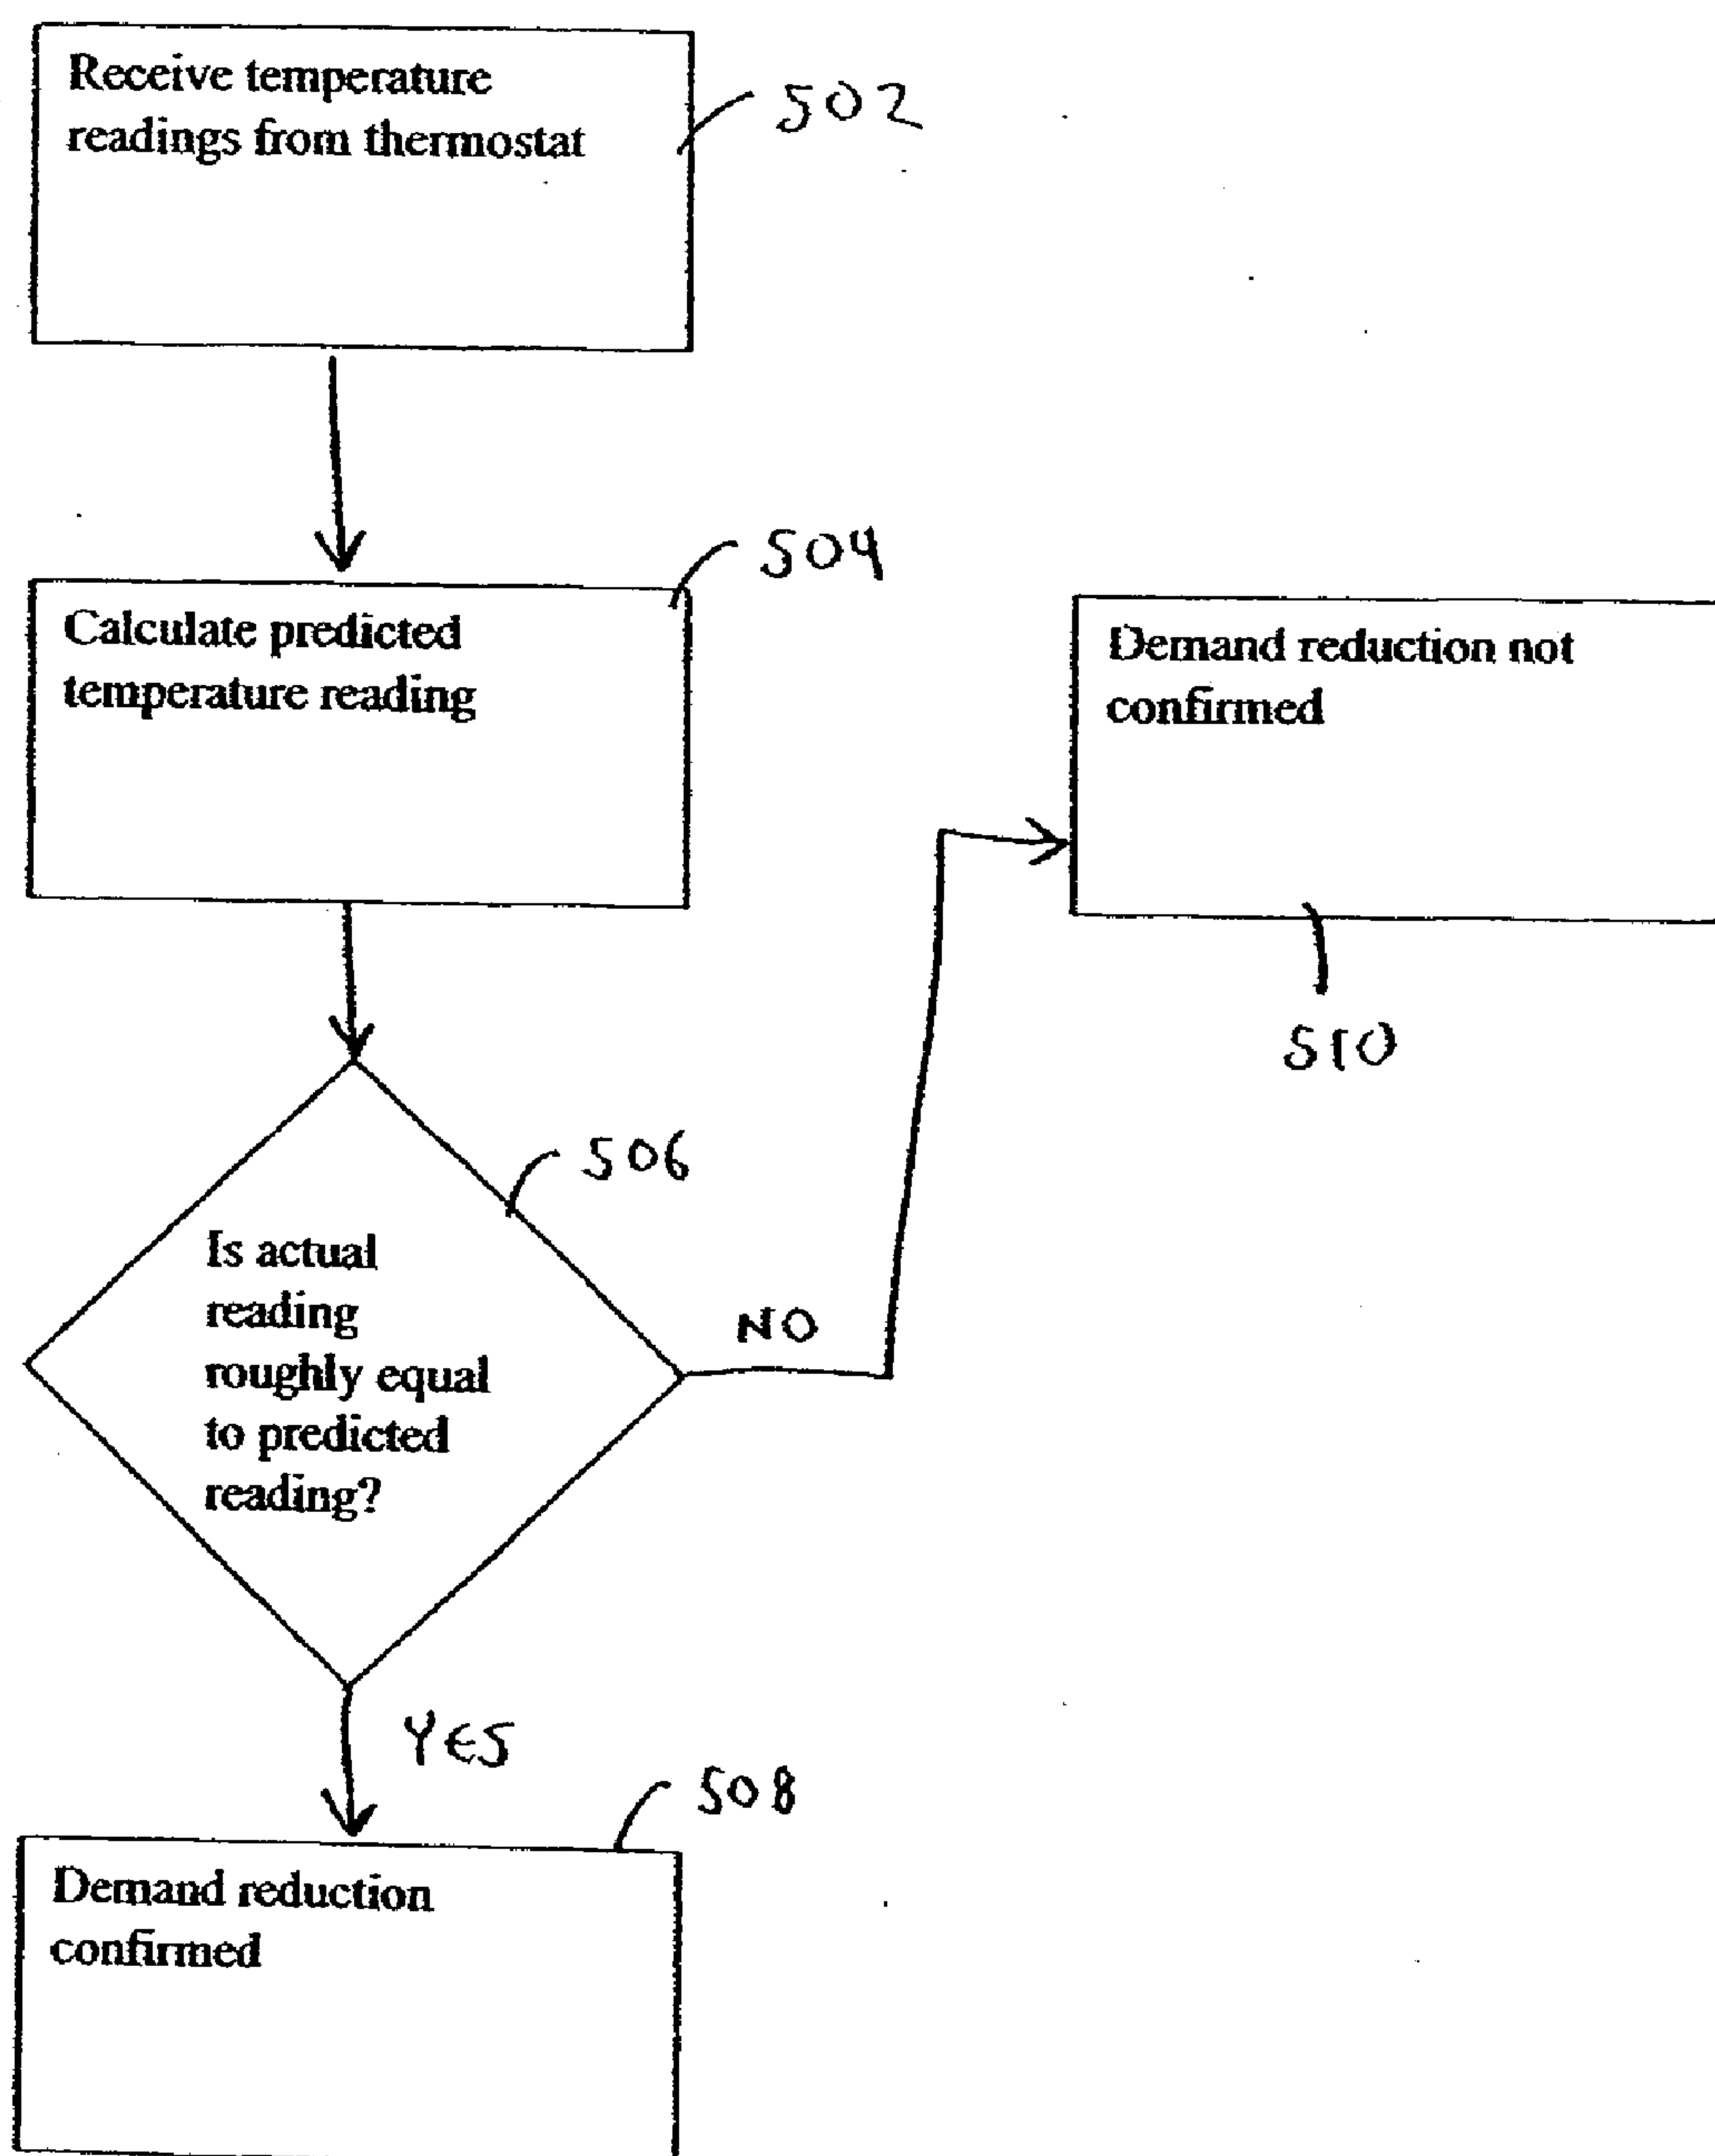 Receive temperature
readings from thermostat
502
Calculate predicted
temperature reading
504
Demand reduction not
confirmed
510
506
Is actual
reading
roughly equal
to predicted
reading?
NO
YES
508
Demand reduction
confirmed